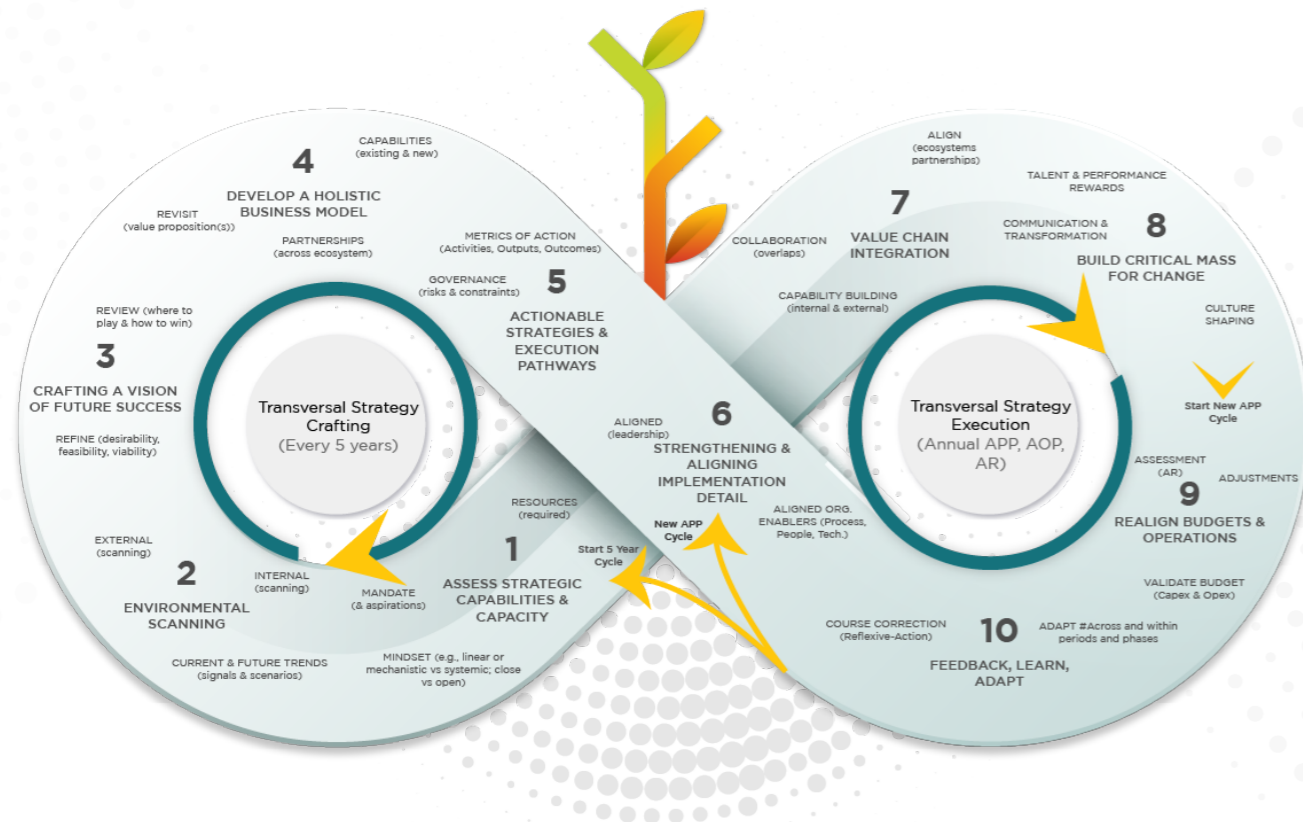 CAPABILITIES
(existing & new)
4
DEVELOP A HOLISTIC
BUSINESS MODEL
REVISIT
(value proposition(s))
PARTNERSHIPS
(across ecosystem)
METRICS OF ACTION
(Activities, Outputs, Outcomes)
GOVERNANCE
(risks & constraints)
5
ACTIONABLE
STRATEGIES &
EXECUTION
PATHWAYS
REVIEW (where to
play & how to win)
3
CRAFTING A VISION
OF FUTURE SUCCESS
REFINE (desirability,
feasibility, viability)
Transversal Strategy
Crafting
(Every 5 years)
EXTERNAL
(scanning)
2
ENVIRONMENTAL
SCANNING
INTERNAL
(scanning)
CURRENT & FUTURE TRENDS
(signals & scenarios)
MANDATE
(& aspirations)
RESOURCES
(required)
1
ASSESS STRATEGIC
CAPABILITIES &
CAPACITY
MINDSET (e.g., linear or
mechanistic vs systemic; close
vs open)
Start 5 Year
Cycle
New APP
Cycle
ALIGNED
(leadership)
6
STRENGTHENING &
ALIGNING
IMPLEMENTATION
DETAIL
ALIGNED ORG.
ENABLERS (Process,
People, Tech.)
ALIGN
(ecosystems
partnerships)
7
VALUE CHAIN
INTEGRATION
COLLABORATION
(overlaps)
CAPABILITY BUILDING
(internal & external)
TALENT & PERFORMANCE
REWARDS
COMMUNICATION &
TRANSFORMATION
8
BUILD CRITICAL MASS
FOR CHANGE
CULTURE
SHAPING
Start New APP
Cycle
Transversal Strategy
Execution
(Annual APP, AOP,
AR)
ASSESSMENT
(AR)
ADJUSTMENTS
9
REALIGN BUDGETS &
OPERATIONS
VALIDATE BUDGET
(Capex & Opex)
COURSE CORRECTION
(Reflexive-Action)
10
ADAPT #Across and within
periods and phases
FEEDBACK, LEARN,
ADAPT